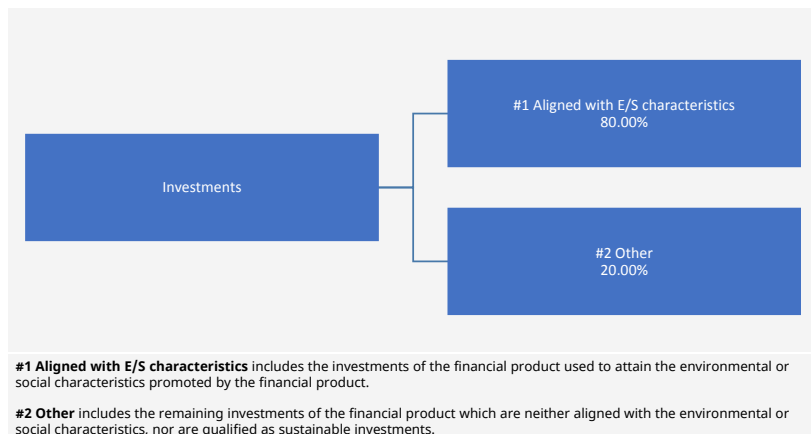 #1 Aligned with E/S characteristics
80.00%
Investments
#2 Other
20.00%
#1 Aligned with E/S characteristics includes the investments of the financial product used to attain the environmental or
social characteristics promoted by the financial product.
#2 Other includes the remaining investments of the financial product which are neither aligned with the environmental or
social characteristics, nor are qualified as sustainable investments.